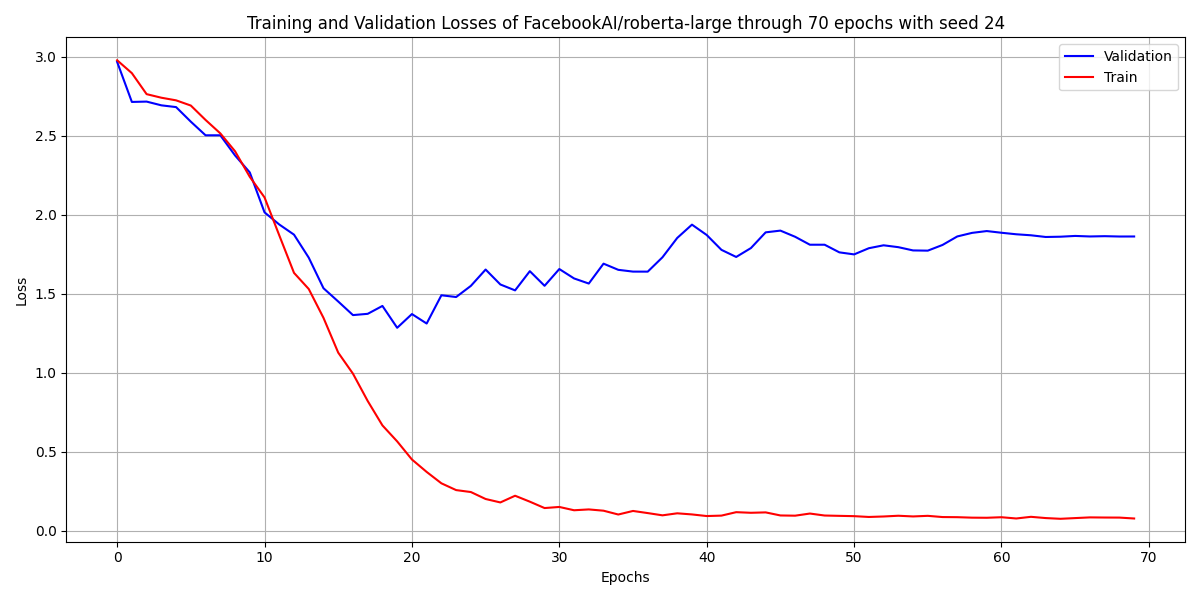 Training and Validation Losses of FacebookAI/roberta-large through 70 epochs with seed 24
Validation
Train
3.0
2.5
2.0
1.5
1.0
0.5
0.0
Loss
0 10 20 30 40 50 60 70
Epochs